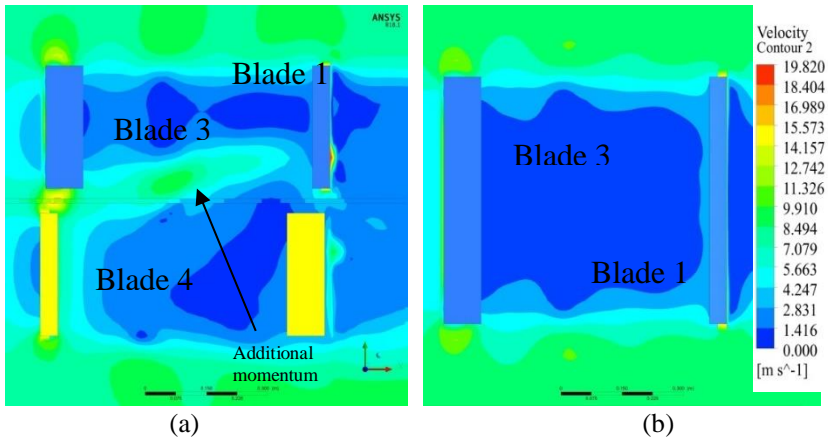 ANSYS
R18.2
Blade 1
Blade 3
Blade 4
Additional
momentum
(a)
Blade 3
Blade 1
(b)
Velocity
Contour 2
19.820
18.404
16.989
15.573
14.157
12.742
11.326
9.910
8.494
7.079
5.663
4.247
2.831
1.416
0.000
[m s^-1]